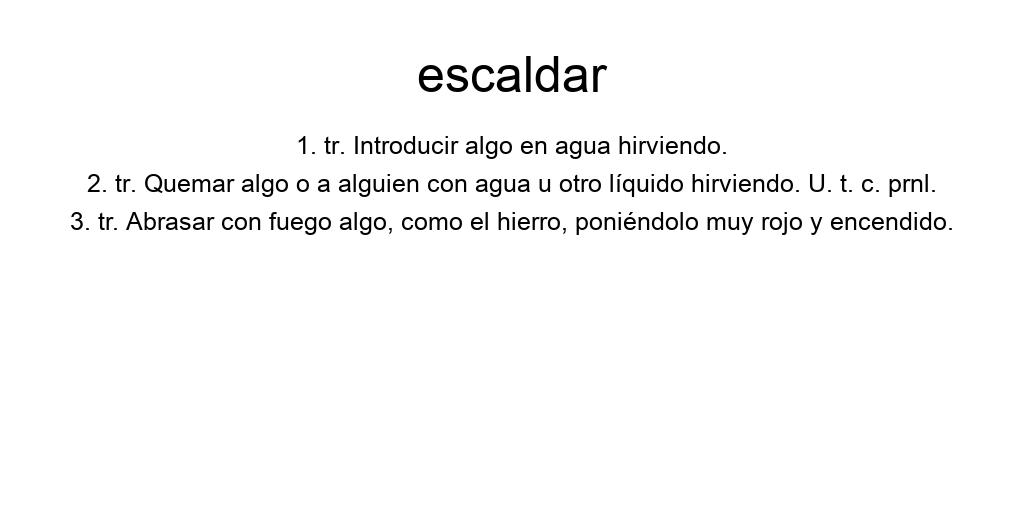 escaldar
1. tr. Introducir algo en agua hirviendo.
2. tr. Quemar algo o a alguien con agua u otro líquido hirviendo. U. t. c. prnl.
3. tr. Abrasar con fuego algo, como el hierro, poniéndolo muy rojo y encendido.